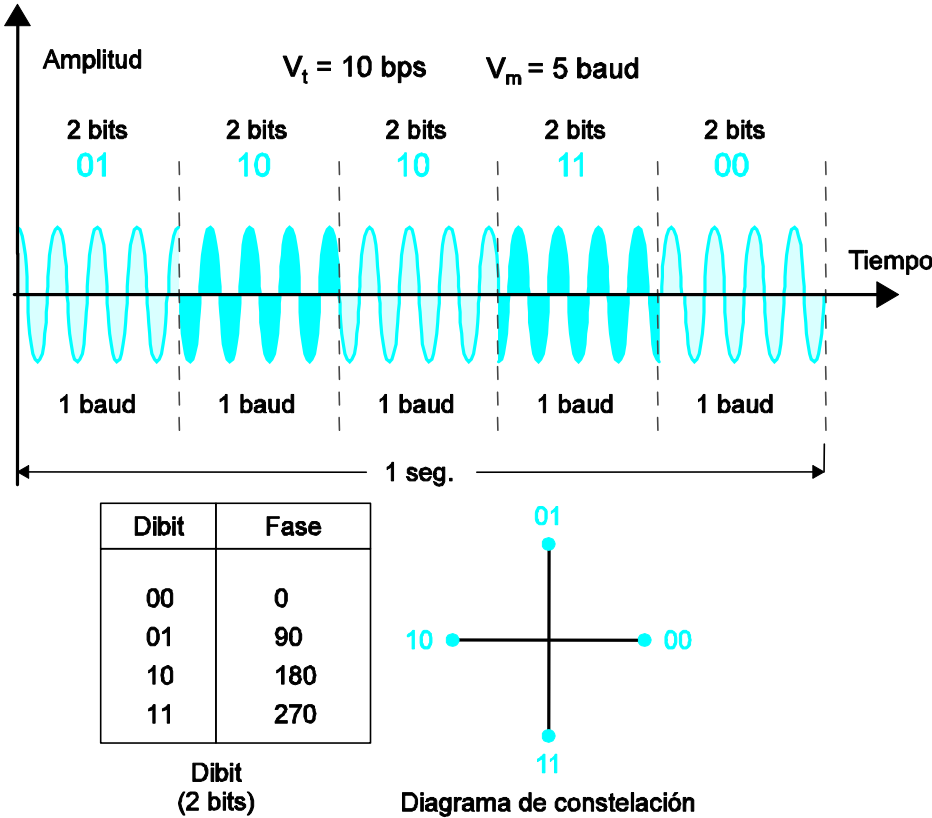 Amplitud
Vt = 10 bps Vm = 5 baud
2 bits 2 bits 2 bits 2 bits 2 bits
01 10 10 11 00
Tiempo
1 baud 1 baud 1 baud 1 baud 1 baud
1 seg.
Dibit Fase
00 0
01 90
10 180
11 270
Dibit
(2 bits)
01
10 00
11
Diagrama de constelación